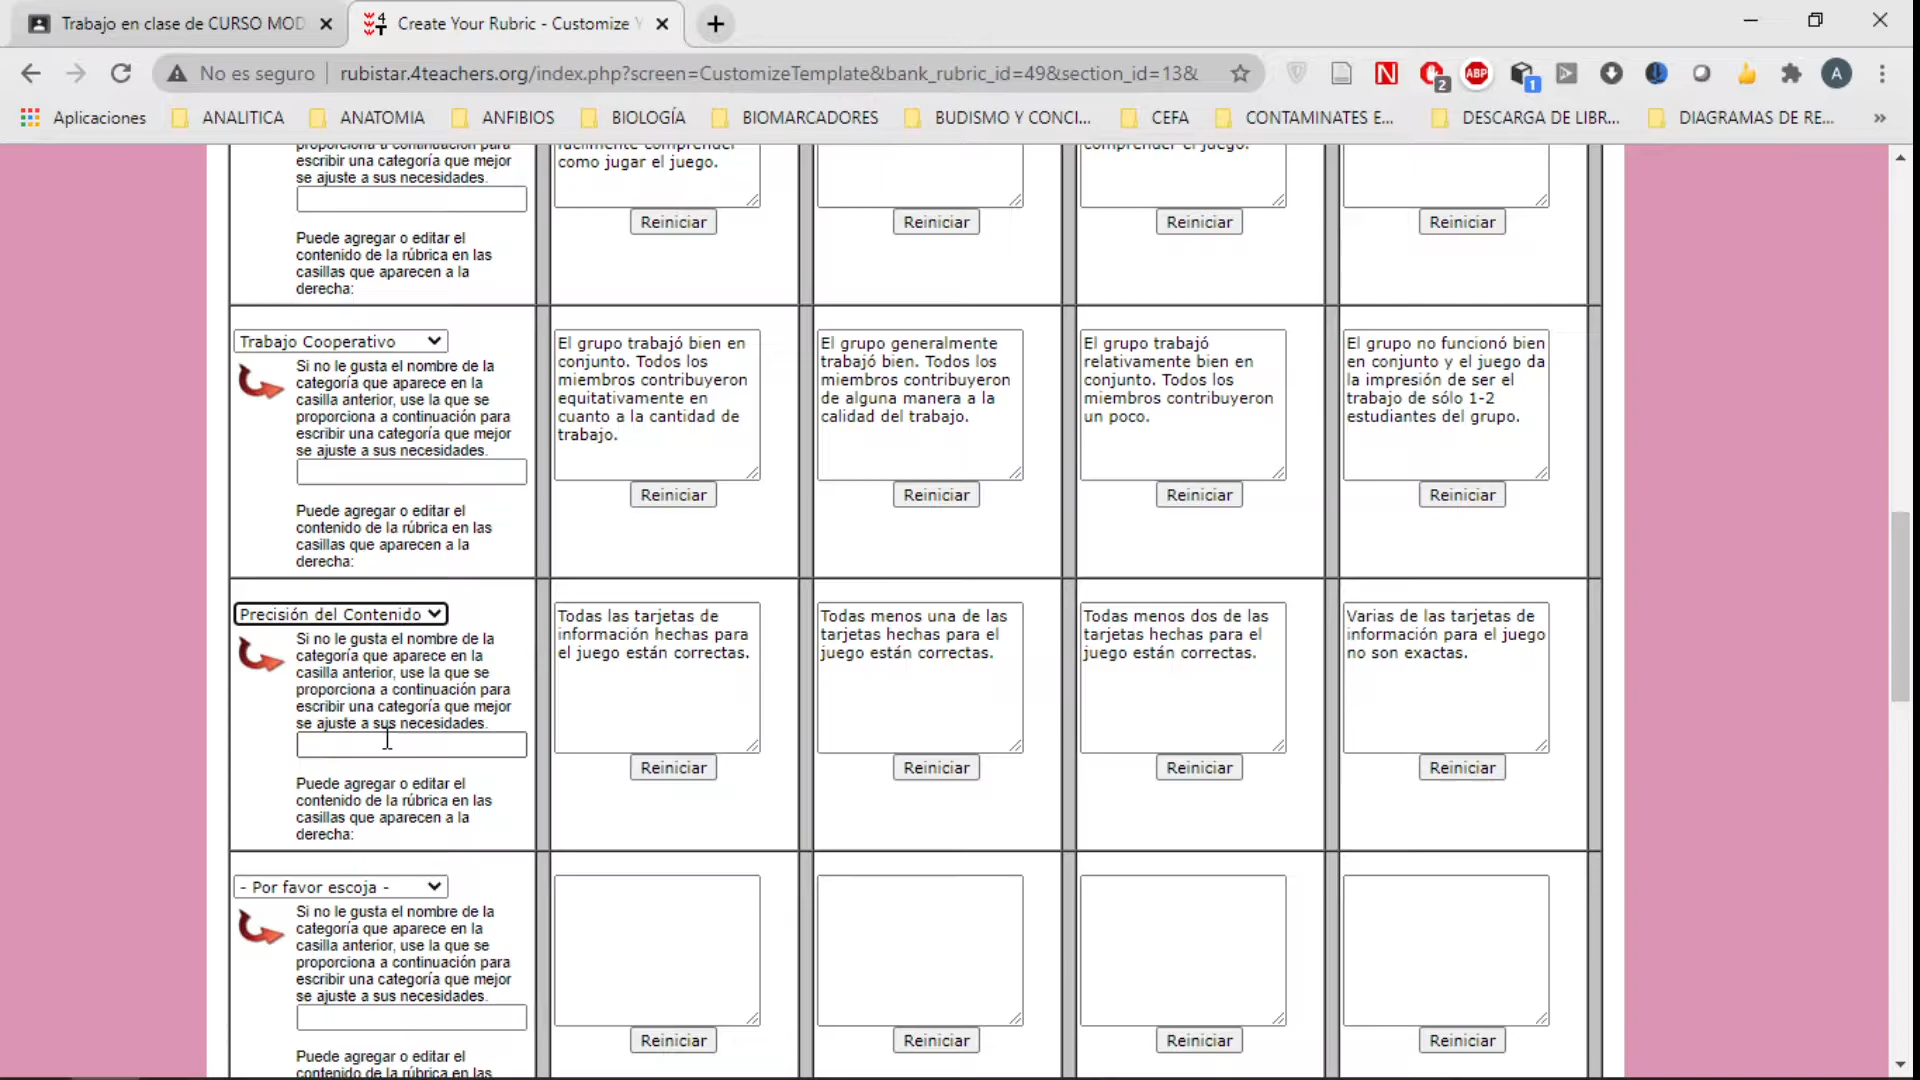 Trabajo en clase de CURSO MOD
Create Your Rubric - Customize Y
No es seguro
rubistar.4teachers.org/index.php?screen=CustomizeTemplate&bank_rubric_id=49&section_id=13&
N
2
ABP
1
A
Aplicaciones
ANALITICA
ANATOMIA
ANFIBIOS
BIOLOGÍA
BIOMARCADORES
BUDISMO Y CONCI...
CEFA
CONTAMINATES E...
DESCARGA DE LIBR...
DIAGRAMAS DE RE...
»
proporciona a continuación para
escribir una categoría que mejor
se ajuste a sus necesidades.
Puede agregar o editar el
contenido de la rúbrica en las
casillas que aparecen a la
derecha:
fácilmente comprender
como jugar el juego.
Reiniciar
Reiniciar
comprender el juego.
Reiniciar
Reiniciar
Trabajo Cooperativo
Si no le gusta el nombre de la
categoría que aparece en la
casilla anterior, use la que se
proporciona a continuación para
escribir una categoría que mejor
se ajuste a sus necesidades.
Puede agregar o editar el
contenido de la rúbrica en las
casillas que aparecen a la
derecha:
El grupo trabajó bien en
conjunto. Todos los
miembros contribuyeron
equitativamente en
cuanto a la cantidad de
trabajo.
Reiniciar
El grupo generalmente
trabajó bien. Todos los
miembros contribuyeron
de alguna manera a la
calidad del trabajo.
Reiniciar
El grupo trabajó
relativamente bien en
conjunto. Todos los
miembros contribuyeron
un poco.
Reiniciar
El grupo no funcionó bien
en conjunto y el juego da
la impresión de ser el
trabajo de sólo 1-2
estudiantes del grupo.
Reiniciar
Precisión del Contenido
Si no le gusta el nombre de la
categoría que aparece en la
casilla anterior, use la que se
proporciona a continuación para
escribir una categoría que mejor
se ajuste a sus necesidades.
Puede agregar o editar el
contenido de la rúbrica en las
casillas que aparecen a la
derecha:
Todas las tarjetas de
información hechas para
el juego están correctas.
Reiniciar
Todas menos una de las
tarjetas hechas para el
juego están correctas.
Reiniciar
Todas menos dos de las
tarjetas hechas para el
juego están correctas.
Reiniciar
Varias de las tarjetas de
información para el juego
no son exactas.
Reiniciar
- Por favor escoja -
Si no le gusta el nombre de la
categoría que aparece en la
casilla anterior, use la que se
proporciona a continuación para
escribir una categoría que mejor
se ajuste a sus necesidades.
Puede agregar o editar el
contenido de la rúbrica en las
Reiniciar
Reiniciar
Reiniciar
Reiniciar